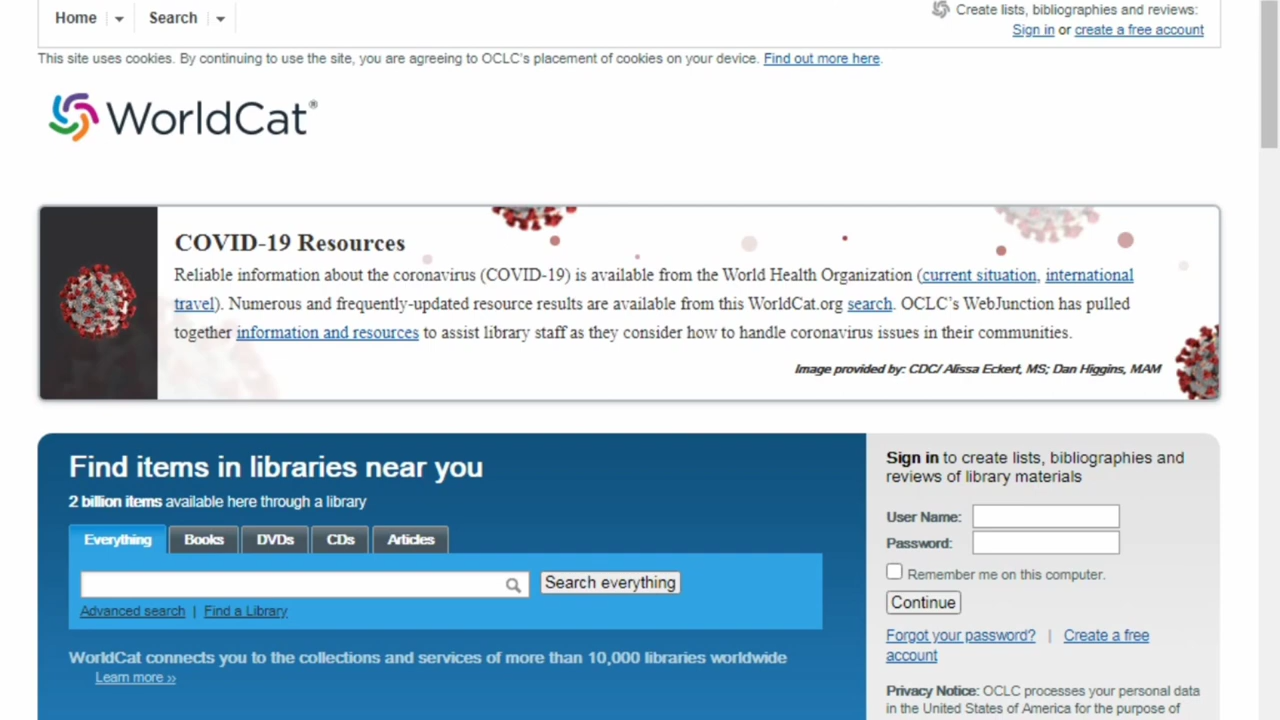 Home
Search
Create lists, bibliographies and reviews:
Sign in or create a free account
This site uses cookies. By continuing to use the site, you are agreeing to OCLC's placement of cookies on your device. Find out more here.
WorldCat®
COVID-19 Resources
Reliable information about the coronavirus (COVID-19) is available from the World Health Organization (current situation, international
travel). Numerous and frequently-updated resource results are available from this WorldCat.org search. OCLC’s WebJunction has pulled
together information and resources to assist library staff as they consider how to handle coronavirus issues in their communities.
Image provided by: CDC/ Alissa Eckert, MS; Dan Higgins, MAM
Find items in libraries near you
2 billion items available here through a library
Everything Books DVDs CDs Articles
Search everything
Advanced search | Find a Library
WorldCat connects you to the collections and services of more than 10,000 libraries worldwide
Learn more ››
Sign in to create lists, bibliographies and
reviews of library materials
User Name:
Password:
Remember me on this computer.
Continue
Forgot your password? | Create a free
account
Privacy Notice: OCLC processes your personal data
in the United States of America for the purpose of